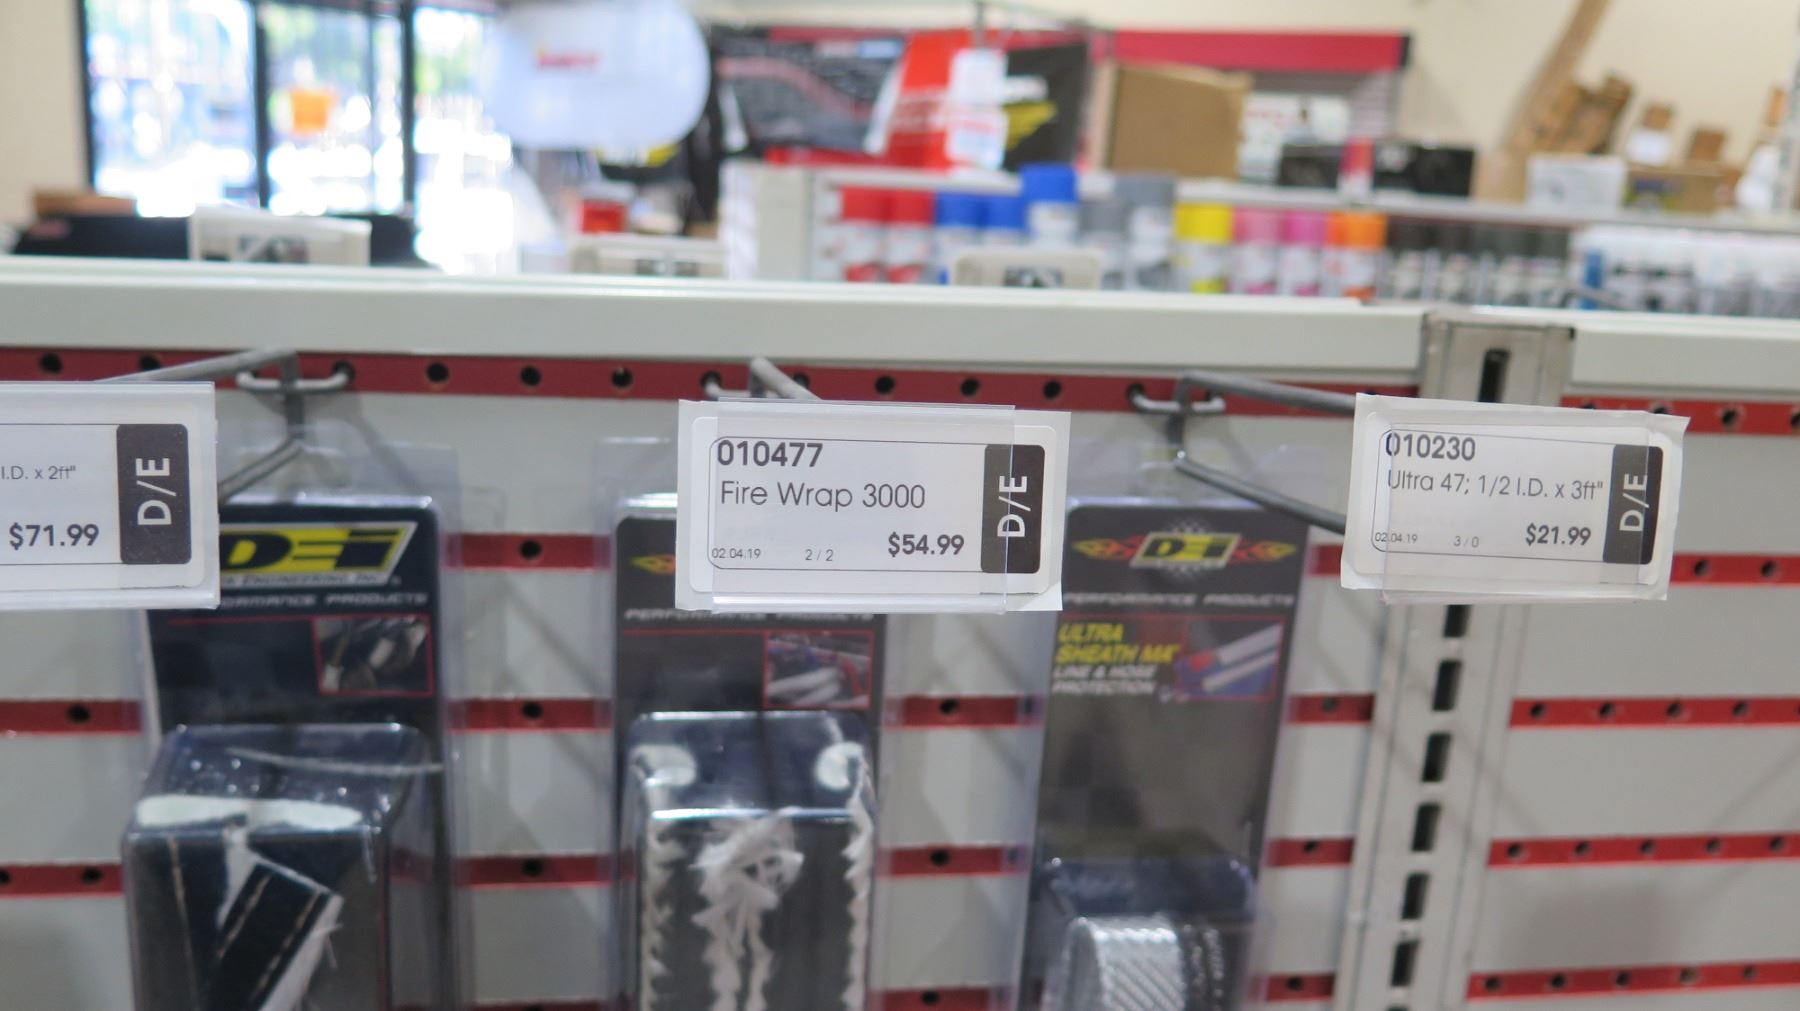 I.D. x 2ft"
$71.99
D/E
010477
Fire Wrap 3000
02.04.19 2 / 2 $54.99
D/E
010230
Ultra 47; 1/2 I.D. x 3ft"
02.04.19 3 / 0 $21.99
D/E
DEi
ENGINEERING INC.
PERFORMANCE PRODUCTS
PERFORMANCE PRODUCTS
DEi
PERFORMANCE PRODUCTS
ULTRA
SHEATH
LINE & HOSE
PROTECTION